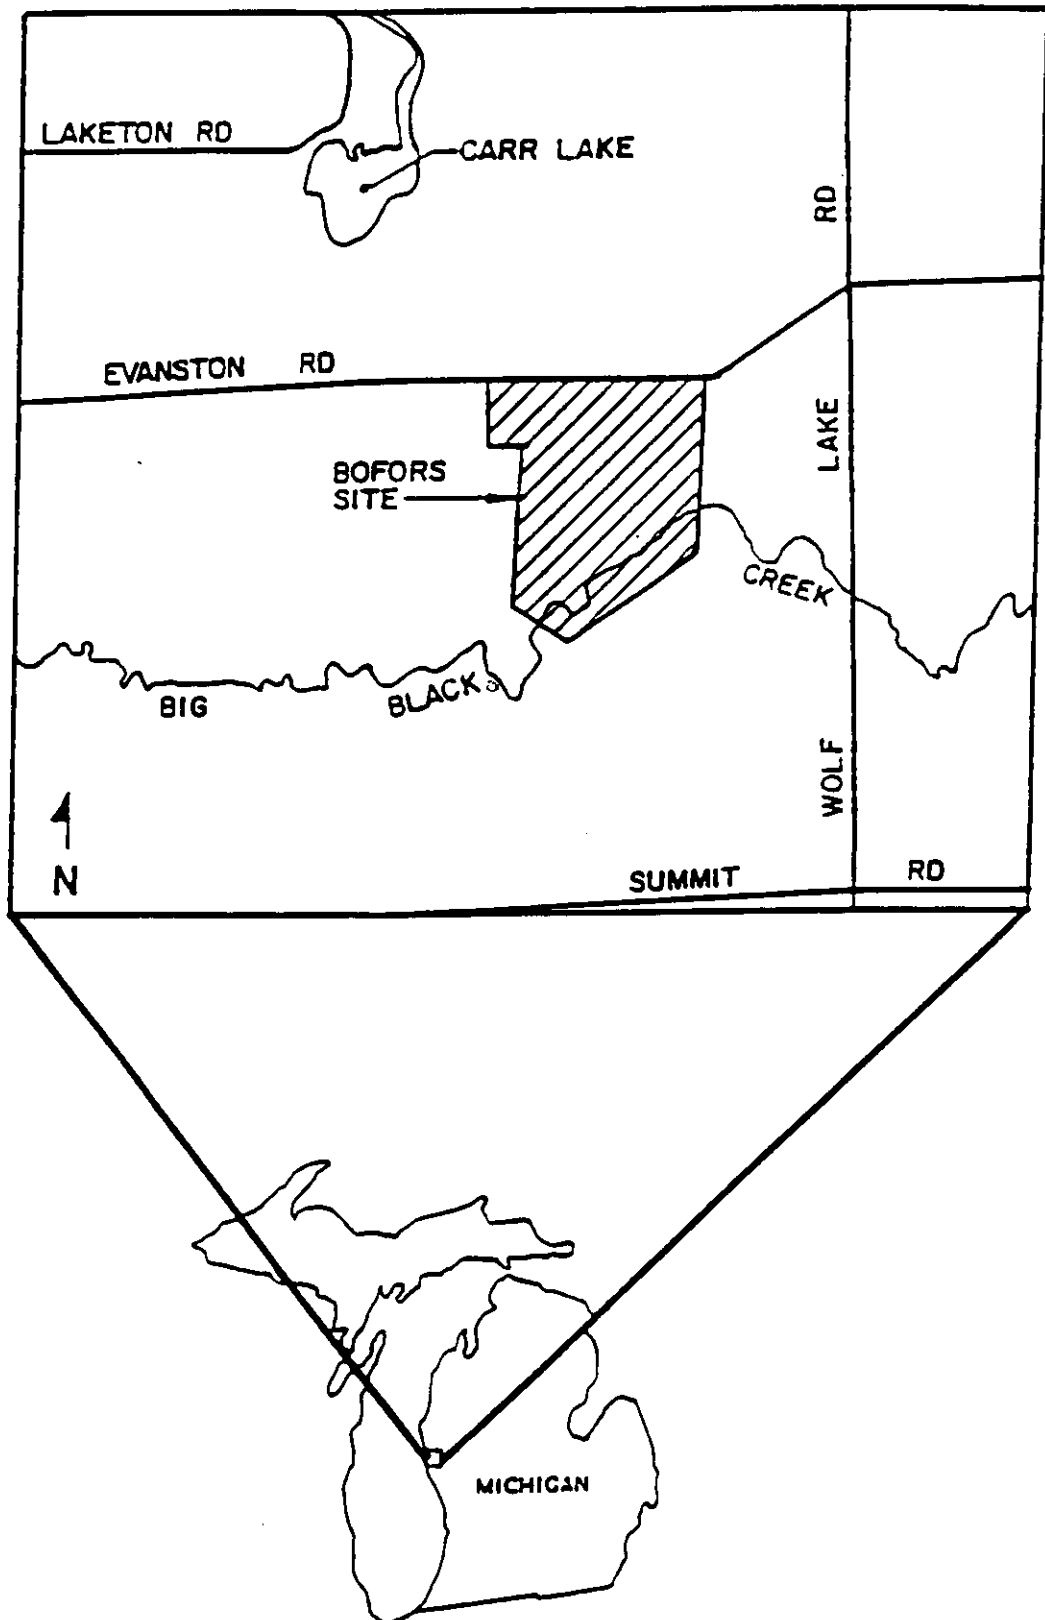 LAKETON RD
CARR LAKE
WOLF LAKE RD
EVANSTON RD
BOFORS
SITE
BIG BLACK CREEK
N
SUMMIT RD
MICHIGAN